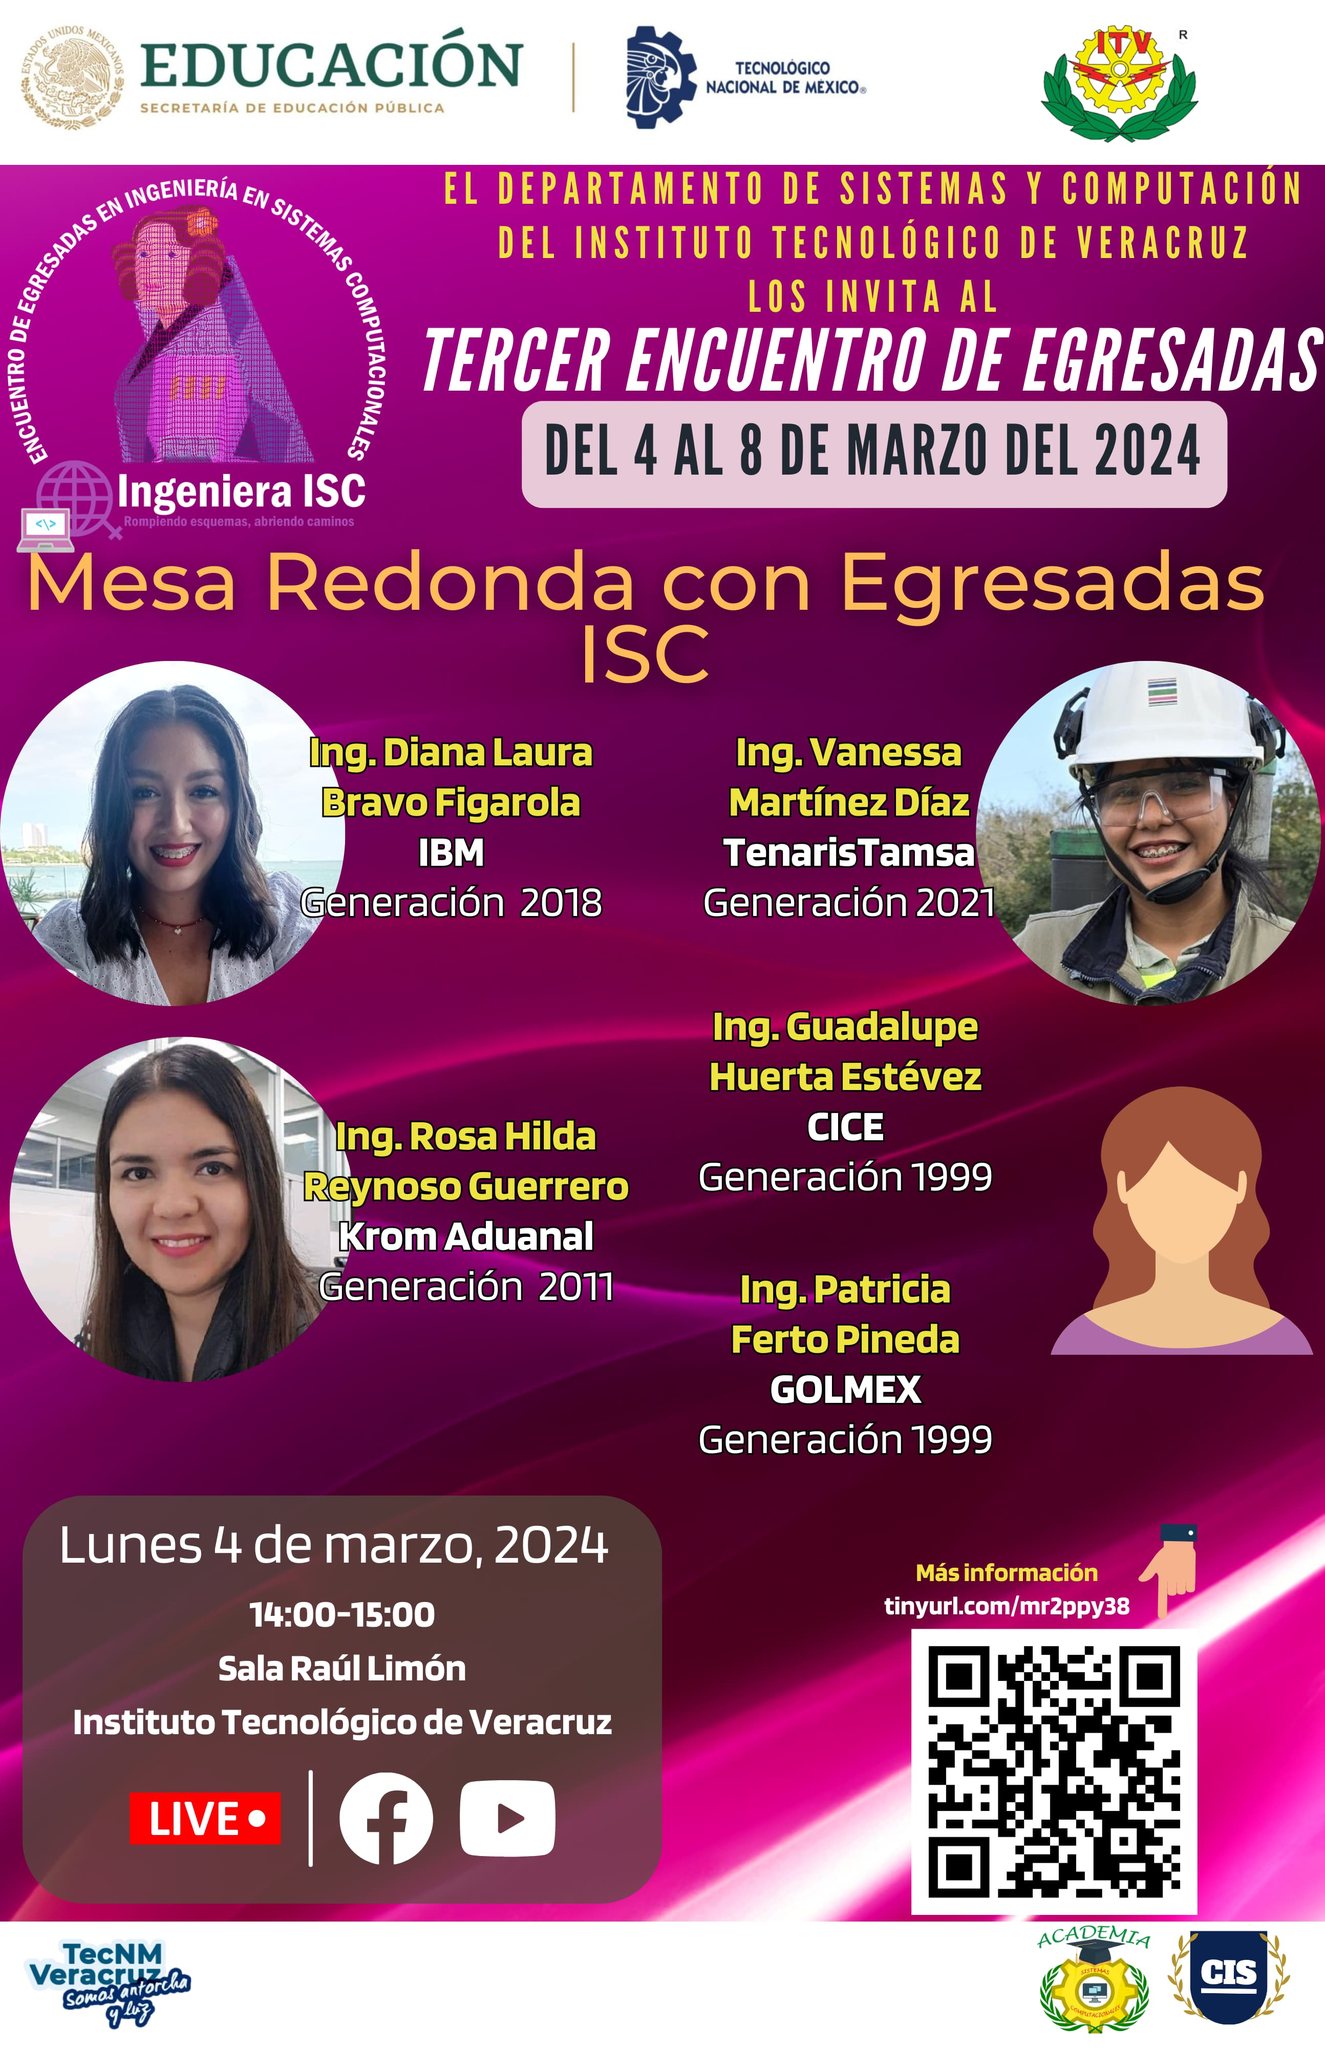 ESTADOS UNIDOS MEXICANOS
EDUCACIÓN
SECRETARÍA DE EDUCACIÓN PÚBLICA
TECNOLÓGICO
NACIONAL DE MÉXICO®
ITV
R
ENCUENTRO DE EGRESADAS EN INGENIERÍA EN SISTEMAS COMPUTACIONALES
Ingeniera ISC
Rompiendo esquemas, abriendo caminos
<\>
EL DEPARTAMENTO DE SISTEMAS Y COMPUTACIÓN
DEL INSTITUTO TECNOLÓGICO DE VERACRUZ
LOS INVITA AL
TERCER ENCUENTRO DE EGRESADAS
DEL 4 AL 8 DE MARZO DEL 2024
Mesa Redonda con Egresadas
ISC
Ing. Diana Laura
Bravo Figarola
IBM
Generación 2018
Ing. Vanessa
Martínez Díaz
TenarisTamsa
Generación 2021
Ing. Rosa Hilda
Reynoso Guerrero
Krom Aduanal
Generación 2011
Ing. Guadalupe
Huerta Estévez
CICE
Generación 1999
Ing. Patricia
Ferto Pineda
GOLMEX
Generación 1999
Lunes 4 de marzo, 2024
14:00-15:00
Sala Raúl Limón
Instituto Tecnológico de Veracruz
LIVE
Más información
tinyurl.com/mr2ppy38
TecNM
Veracruz
Somos antorcha
y luz
ACADEMIA
SISTEMAS
COMPUTACIONALES
CIS